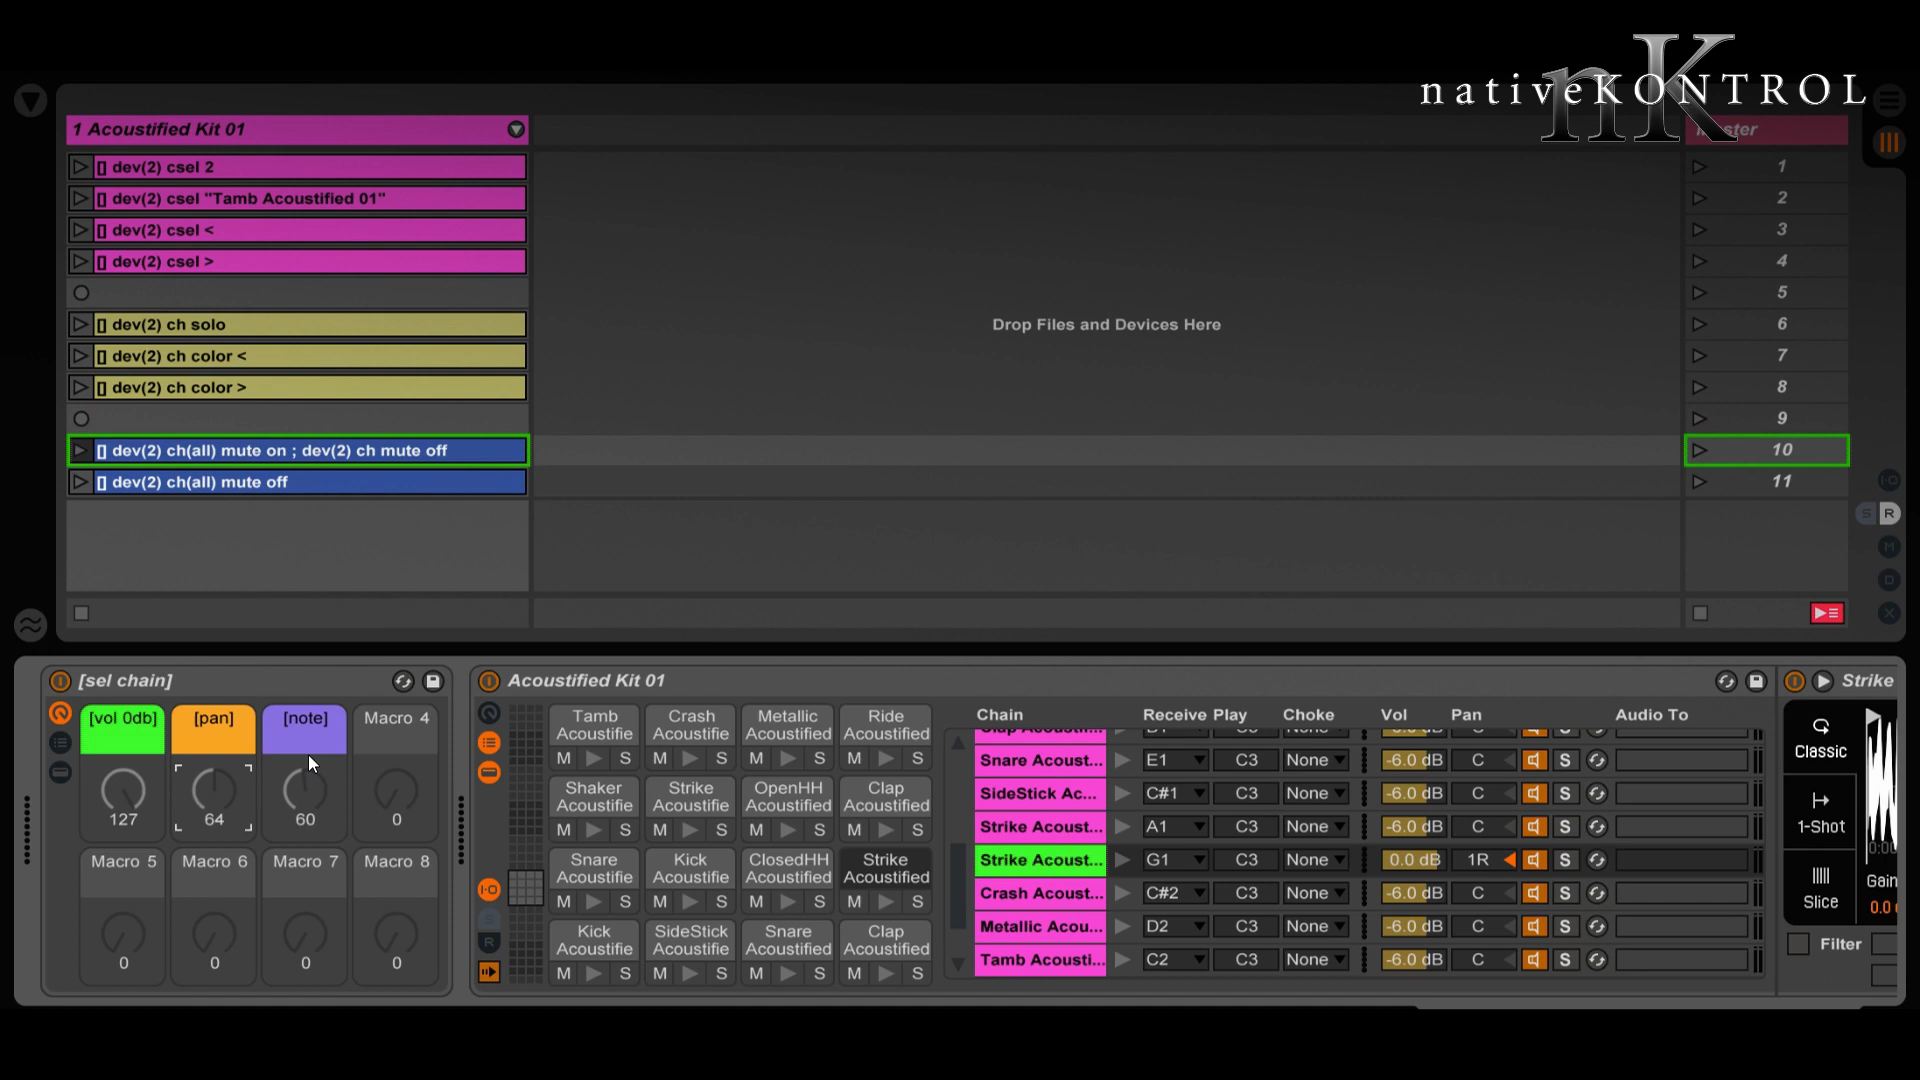 nativeKONTROL
nK
1 Acoustified Kit 01
[] dev(2) csel 2
[] dev(2) csel "Tamb Acoustified 01"
[] dev(2) csel <
[] dev(2) csel >
[] dev(2) ch solo
[] dev(2) ch color <
[] dev(2) ch color >
[] dev(2) ch(all) mute on ; dev(2) ch mute off
[] dev(2) ch(all) mute off
Drop Files and Devices Here
1
2
3
4
5
6
7
8
9
10
11
S R
M
D
X
[sel chain]
[vol 0db] [pan] [note] Macro 4
127 64 60 0
Macro 5 Macro 6 Macro 7 Macro 8
0 0 0 0
Acoustified Kit 01
Tamb Crash Metallic Ride
Acoustifie Acoustified Acoustified Acoustified
M S M S M S M S
Shaker Strike OpenHH Clap
Acoustifie Acoustified Acoustified Acoustified
M S M S M S M S
Snare Kick ClosedHH Strike
Acoustifie Acoustified Acoustified Acoustified
M S M S M S M S
Kick SideStick Snare Clap
Acoustifie Acoustifie Acoustified Acoustified
M S M S M S M S
I-O
S
R
Chain Receive Play Choke Vol Pan Audio To
Snare Acoust... E1 C3 None -6.0 dB C S
SideStick Ac... C#1 C3 None -6.0 dB C S
Strike Acoust... A1 C3 None -6.0 dB C S
Strike Acoust... G1 C3 None 0.0 dB 1R S
Crash Acoust... C#2 C3 None -6.0 dB C S
Metallic Acou... D2 C3 None -6.0 dB C S
Tamb Acousti... C2 C3 None -6.0 dB C S
Strike
Classic
1-Shot
Slice
Gain
0.0
Filter